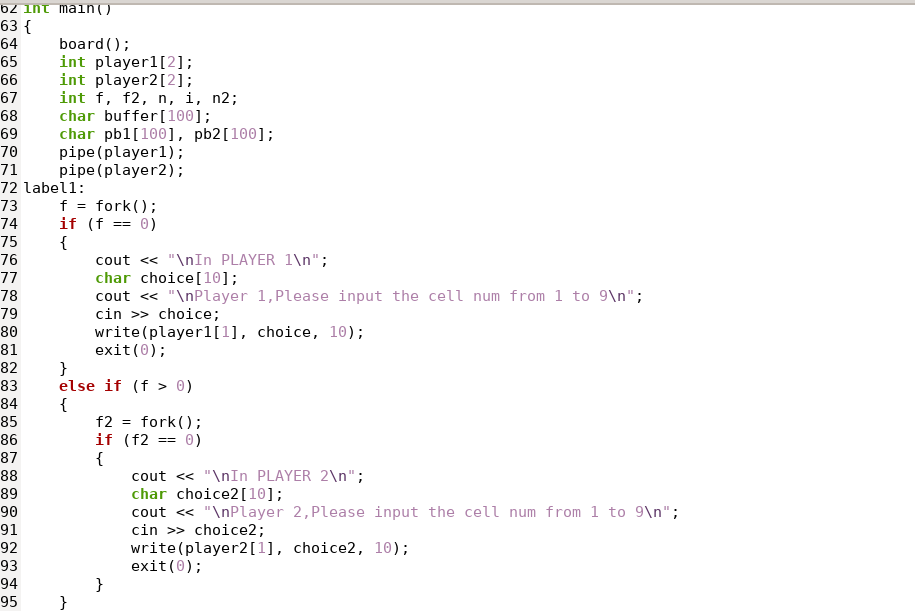 62 int main()
63 {
64     board();
65     int player1[2];
66     int player2[2];
67     int f, f2, n, i, n2;
68     char buffer[100];
69     char pb1[100], pb2[100];
70     pipe(player1);
71     pipe(player2);
72 label1:
73     f = fork();
74     if (f == 0)
75     {
76         cout << "\nIn PLAYER 1\n";
77         char choice[10];
78         cout << "\nPlayer 1,Please input the cell num from 1 to 9\n";
79         cin >> choice;
80         write(player1[1], choice, 10);
81         exit(0);
82     }
83     else if (f > 0)
84     {
85         f2 = fork();
86         if (f2 == 0)
87         {
88             cout << "\nIn PLAYER 2\n";
89             char choice2[10];
90             cout << "\nPlayer 2,Please input the cell num from 1 to 9\n";
91             cin >> choice2;
92             write(player2[1], choice2, 10);
93             exit(0);
94         }
95     }